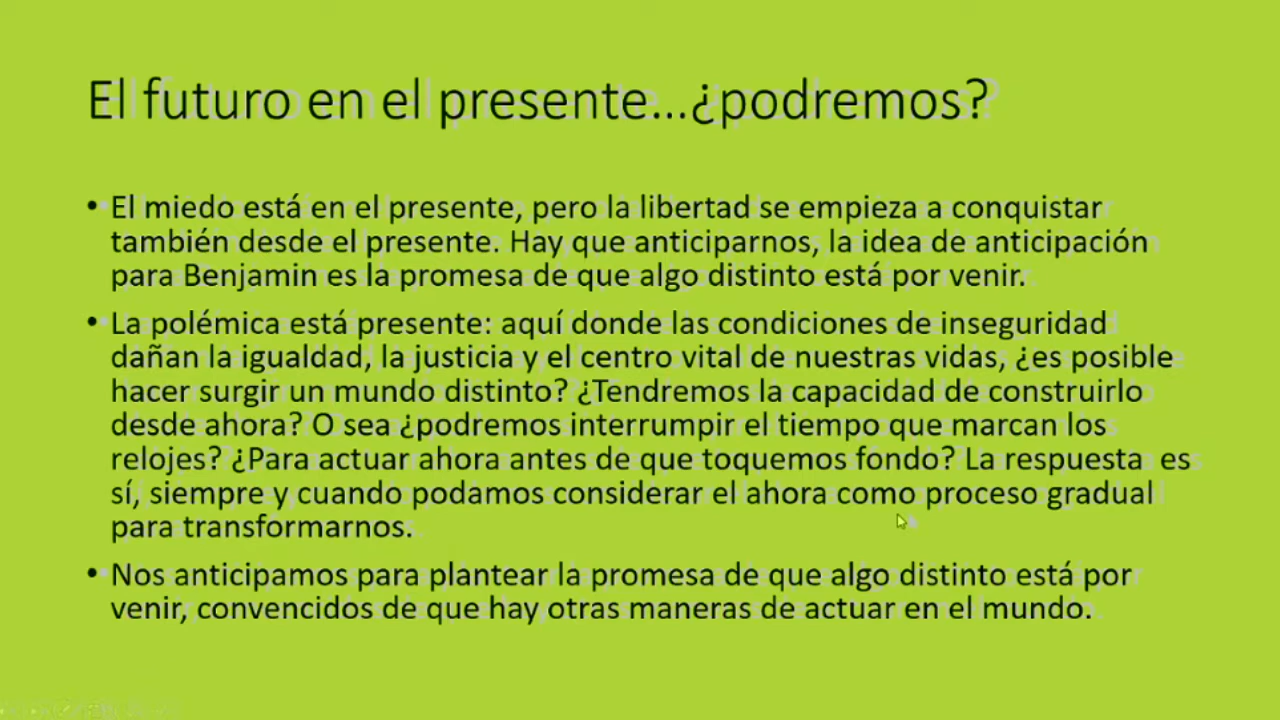 El futuro en el presente...¿podremos?
• El miedo está en el presente, pero la libertad se empieza a conquistar
también desde el presente. Hay que anticiparnos, la idea de anticipación
para Benjamin es la promesa de que algo distinto está por venir.
• La polémica está presente: aquí donde las condiciones de inseguridad
dañan la igualdad, la justicia y el centro vital de nuestras vidas, ¿es posible
hacer surgir un mundo distinto? ¿Tendremos la capacidad de construirlo
desde ahora? O sea ¿podremos interrumpir el tiempo que marcan los
relojes? ¿Para actuar ahora antes de que toquemos fondo? La respuesta es
sí, siempre y cuando podamos considerar el ahora como proceso gradual
para transformarnos.
• Nos anticipamos para plantear la promesa de que algo distinto está por
venir, convencidos de que hay otras maneras de actuar en el mundo.